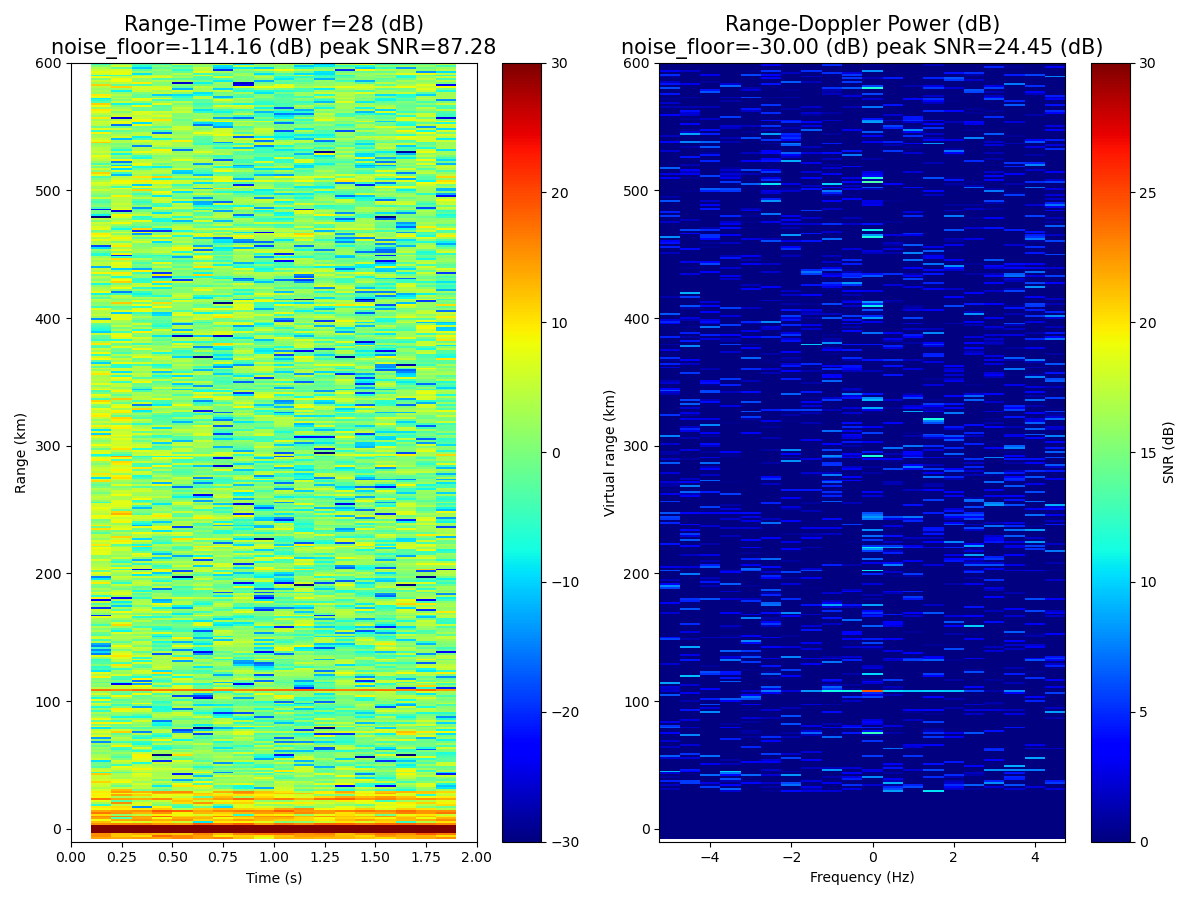 Range-Time Power f=28 (dB)
noise_floor=-114.16 (dB) peak SNR=87.28
600
500
400
300
200
100
0
Range (km)
0.00 0.25 0.50 0.75 1.00 1.25 1.50 1.75 2.00
Time (s)
30
20
10
0
−10
−20
−30
Range-Doppler Power (dB)
noise_floor=-30.00 (dB) peak SNR=24.45 (dB)
600
500
400
300
200
100
0
Virtual range (km)
−4 −2 0 2 4
Frequency (Hz)
30
25
20
15
10
5
0
SNR (dB)